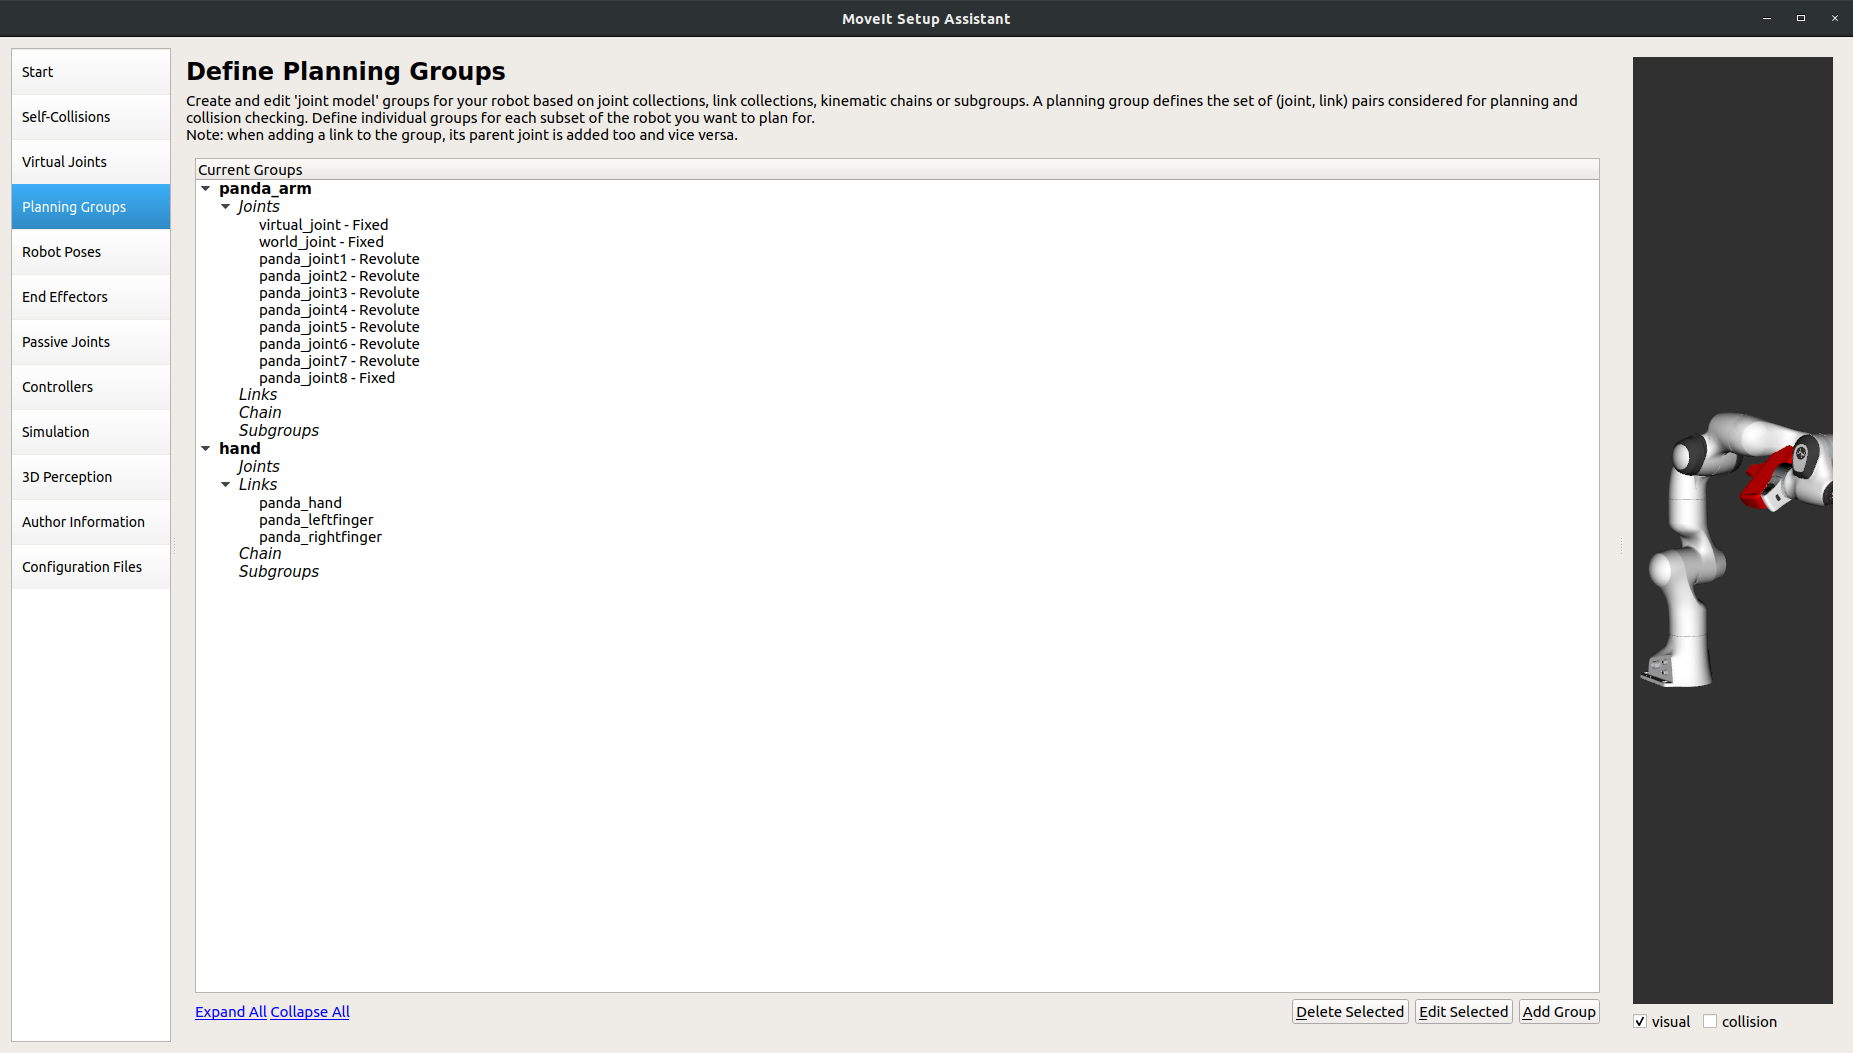 MoveIt Setup Assistant
Start
Self-Collisions
Virtual Joints
Planning Groups
Robot Poses
End Effectors
Passive Joints
Controllers
Simulation
3D Perception
Author Information
Configuration Files
Define Planning Groups
Create and edit 'joint model' groups for your robot based on joint collections, link collections, kinematic chains or subgroups. A planning group defines the set of (joint, link) pairs considered for planning and
collision checking. Define individual groups for each subset of the robot you want to plan for.
Note: when adding a link to the group, its parent joint is added too and vice versa.
Current Groups
panda_arm
Joints
virtual_joint - Fixed
world_joint - Fixed
panda_joint1 - Revolute
panda_joint2 - Revolute
panda_joint3 - Revolute
panda_joint4 - Revolute
panda_joint5 - Revolute
panda_joint6 - Revolute
panda_joint7 - Revolute
panda_joint8 - Fixed
Links
Chain
Subgroups
hand
Joints
Links
panda_hand
panda_leftfinger
panda_rightfinger
Chain
Subgroups
Expand All Collapse All
Delete Selected
Edit Selected
Add Group
visual
collision